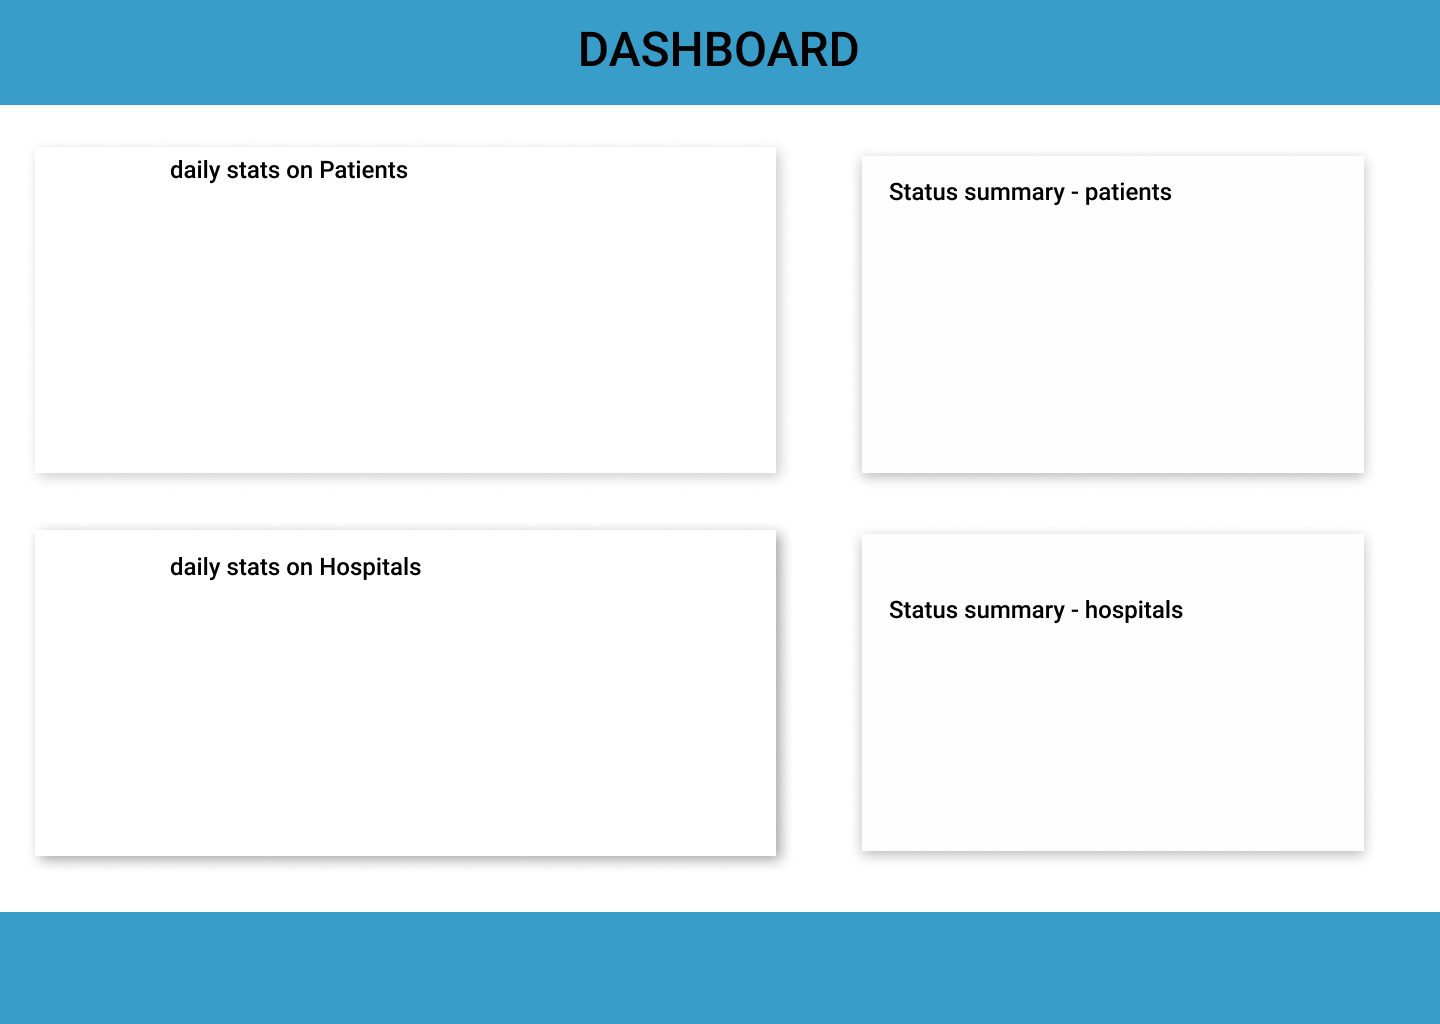 DASHBOARD
daily stats on Patients
Status summary - patients
daily stats on Hospitals
Status summary - hospitals